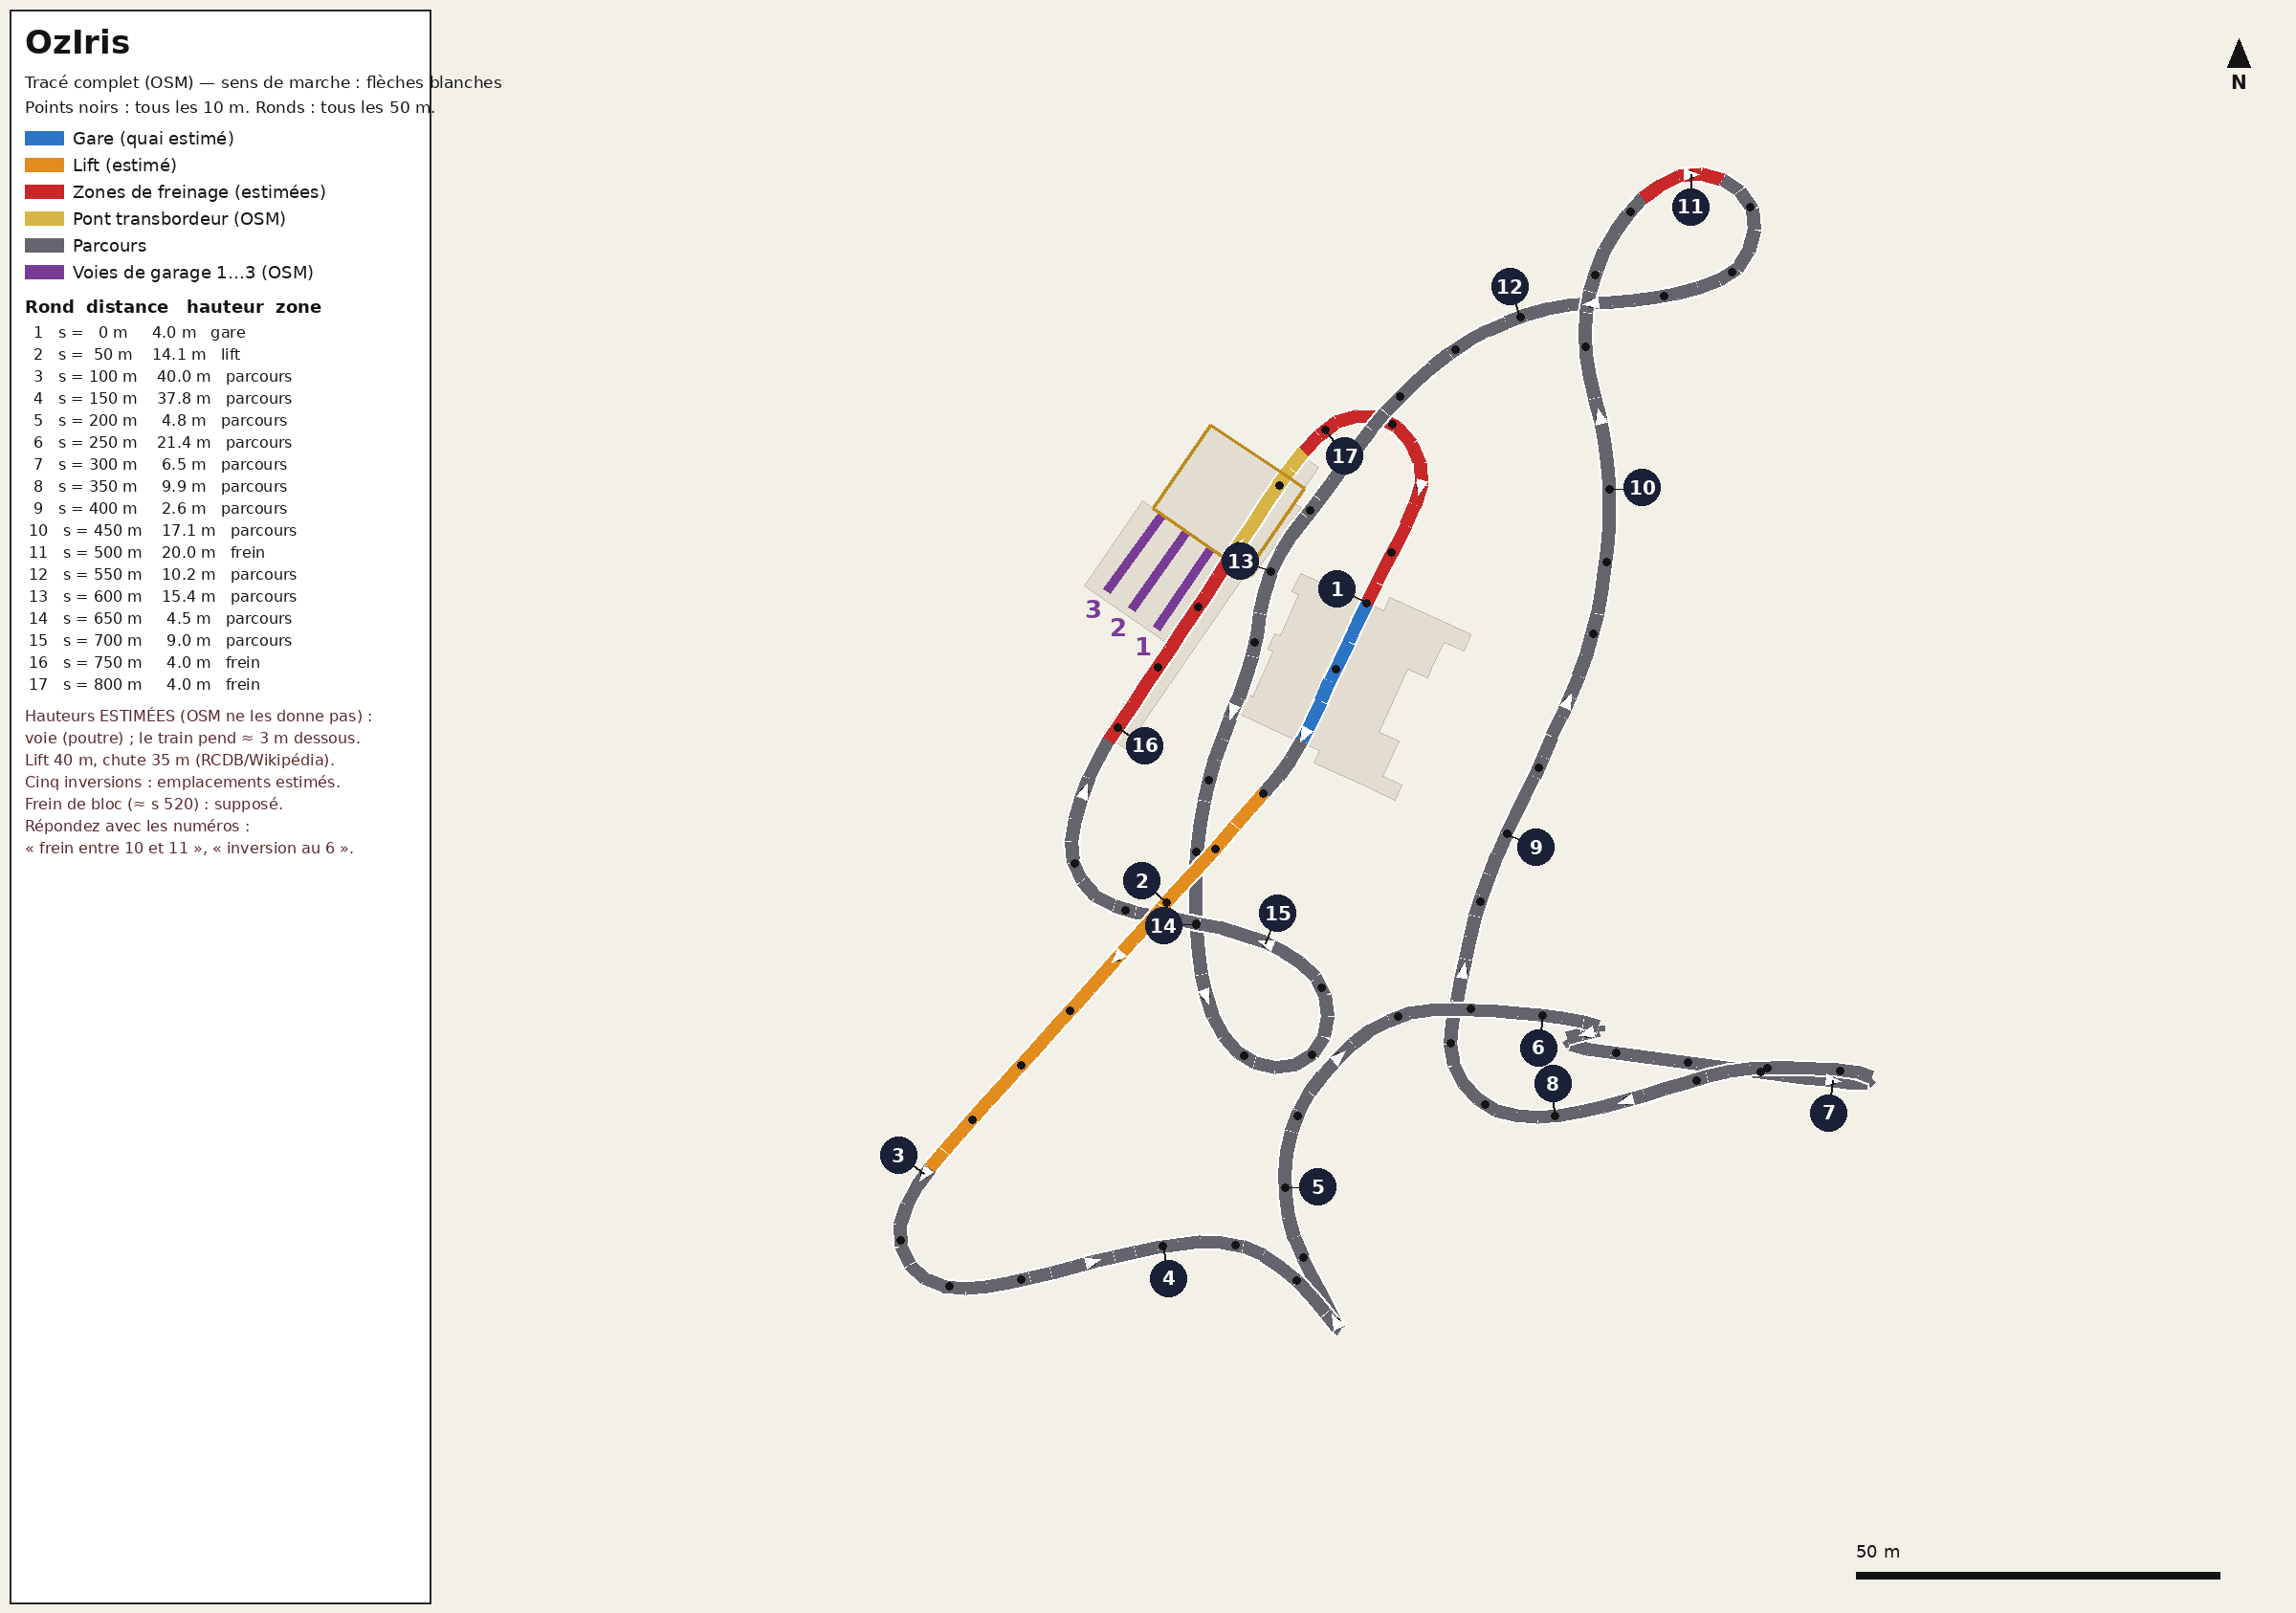 OzIris
Tracé complet (OSM) — sens de marche : flèches blanches
Points noirs : tous les 10 m. Ronds : tous les 50 m.
Gare (quai estimé)
Lift (estimé)
Zones de freinage (estimées)
Pont transbordeur (OSM)
Parcours
Voies de garage 1…3 (OSM)
Rond distance hauteur zone
1 s = 0 m 4.0 m gare
2 s = 50 m 14.1 m lift
3 s = 100 m 40.0 m parcours
4 s = 150 m 37.8 m parcours
5 s = 200 m 4.8 m parcours
6 s = 250 m 21.4 m parcours
7 s = 300 m 6.5 m parcours
8 s = 350 m 9.9 m parcours
9 s = 400 m 2.6 m parcours
10 s = 450 m 17.1 m parcours
11 s = 500 m 20.0 m frein
12 s = 550 m 10.2 m parcours
13 s = 600 m 15.4 m parcours
14 s = 650 m 4.5 m parcours
15 s = 700 m 9.0 m parcours
16 s = 750 m 4.0 m frein
17 s = 800 m 4.0 m frein
Hauteurs ESTIMÉES (OSM ne les donne pas) :
voie (poutre) ; le train pend ≈ 3 m dessous.
Lift 40 m, chute 35 m (RCDB/Wikipédia).
Cinq inversions : emplacements estimés.
Frein de bloc (≈ s 520) : supposé.
Répondez avec les numéros :
« frein entre 10 et 11 », « inversion au 6 ».
N
11
12
17
10
13
1
3
2
1
16
9
2
15
14
6
8
7
3
5
4
50 m